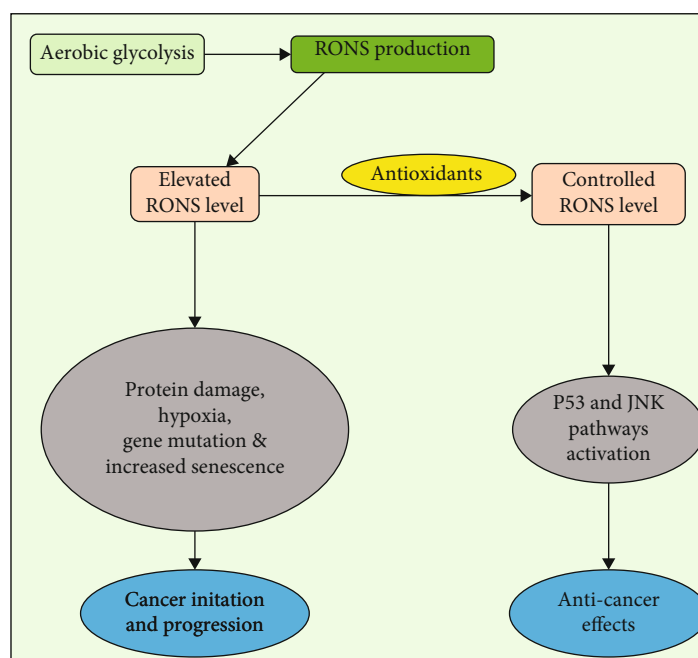 Aerobic glycolysis
RONS production
Elevated
RONS level
Antioxidants
Controlled
RONS level
Protein damage,
hypoxia,
gene mutation &
increased senescence
P53 and JNK
pathways
activation
Cancer initation
and progression
Anti-cancer
effects